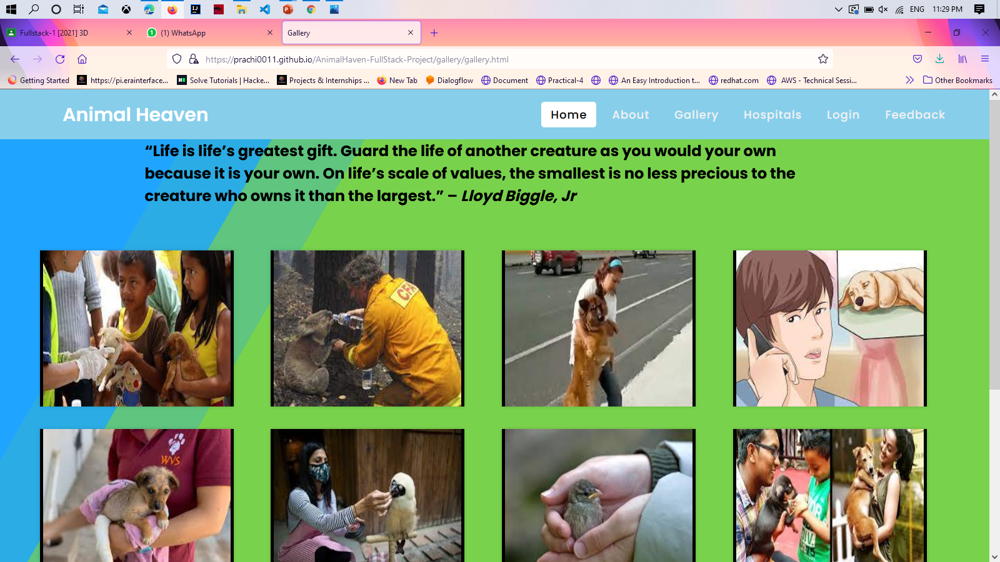 ENG 11:29 PM
Fullstack-1 [2021] 3D
(1) WhatsApp
Gallery
https://prachi0011.github.io/AnimalHaven-FullStack-Project/gallery/gallery.html
Getting Started https://pi.erainterface... Solve Tutorials | Hacke... Projects & Internships ... New Tab Dialogflow Document Practical-4 An Easy Introduction t... redhat.com AWS - Technical Sessi... Other Bookmarks
Animal Heaven
Home About Gallery Hospitals Login Feedback
“Life is life’s greatest gift. Guard the life of another creature as you would your own
because it is your own. On life’s scale of values, the smallest is no less precious to the
creature who owns it than the largest.” – Lloyd Biggle, Jr
CFA
WVS